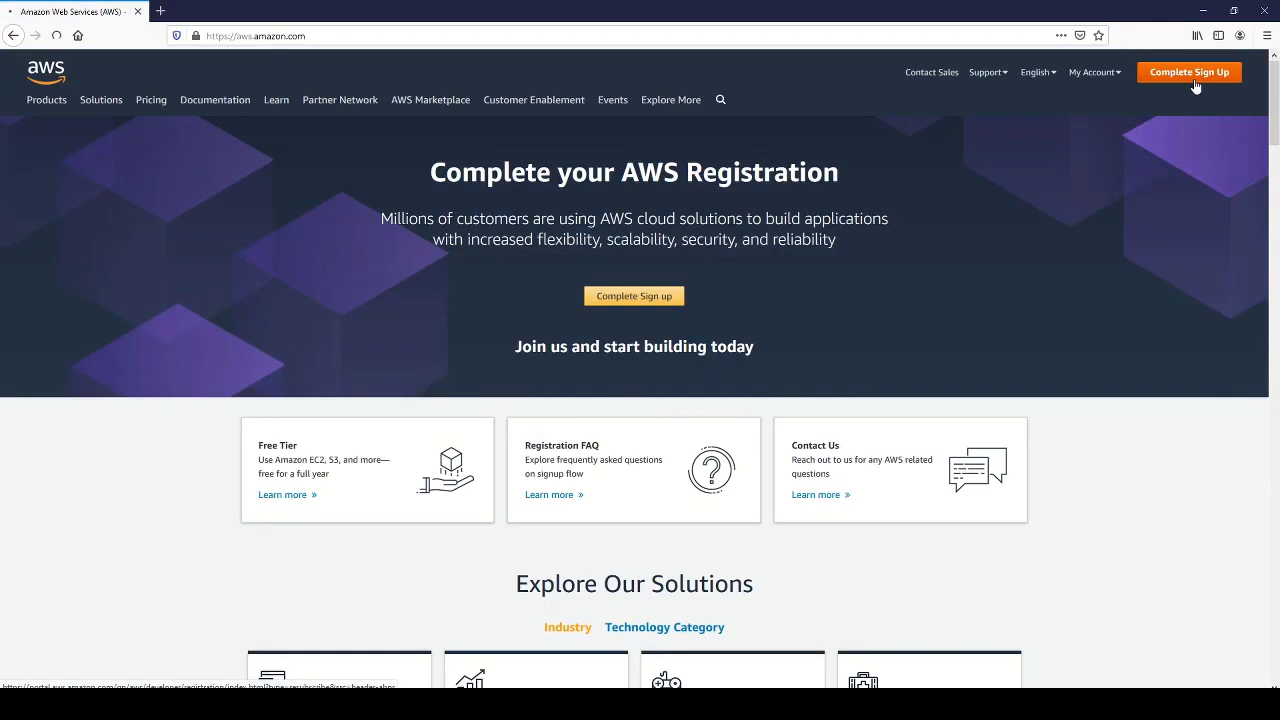 Amazon Web Services (AWS) -
https://aws.amazon.com
aws
Contact Sales Support English My Account Complete Sign Up
Products Solutions Pricing Documentation Learn Partner Network AWS Marketplace Customer Enablement Events Explore More
Complete your AWS Registration
Millions of customers are using AWS cloud solutions to build applications
with increased flexibility, scalability, security, and reliability
Complete Sign up
Join us and start building today
Free Tier
Use Amazon EC2, S3, and more—
free for a full year
Learn more »
Registration FAQ
Explore frequently asked questions
on signup flow
Learn more »
Contact Us
Reach out to us for any AWS related
questions
Learn more »
Explore Our Solutions
Industry Technology Category